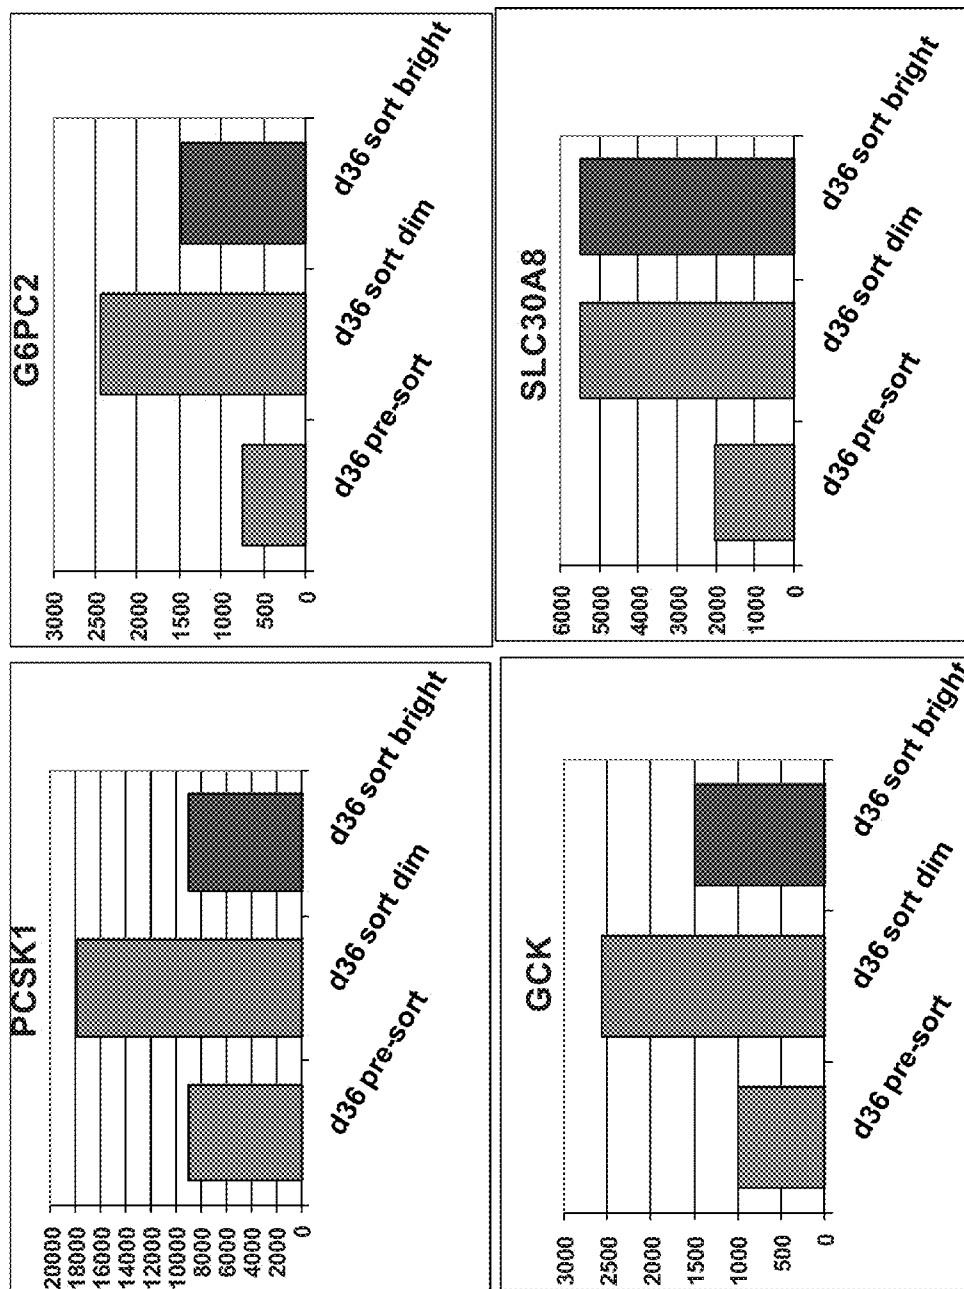 PCSK1
20000
18000
16000
14000
12000
10000
8000
6000
4000
2000
0
d36 pre-sort
d36 sort dim
d36 sort bright
G6PC2
3000
2500
2000
1500
1000
500
0
d36 pre-sort
d36 sort dim
d36 sort bright
GCK
3000
2500
2000
1500
1000
500
0
d36 pre-sort
d36 sort dim
d36 sort bright
SLC30A8
6000
5000
4000
3000
2000
1000
0
d36 pre-sort
d36 sort dim
d36 sort bright